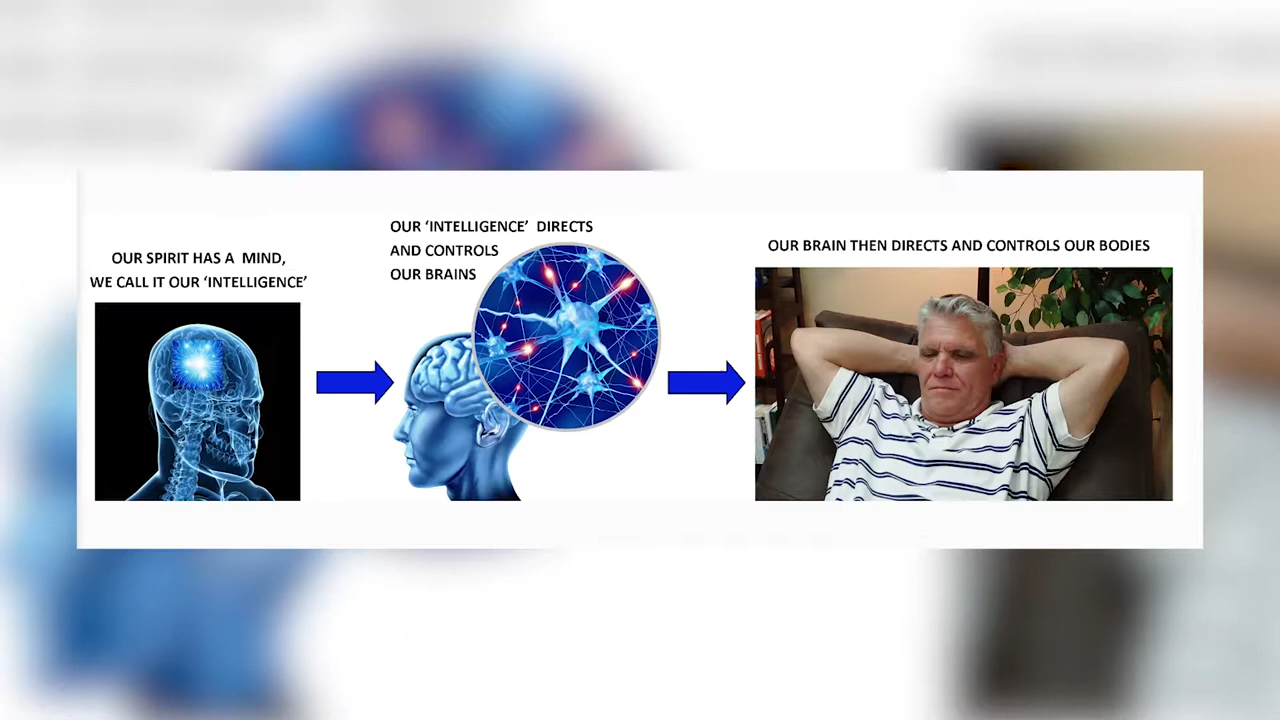 OUR SPIRIT HAS A MIND,
WE CALL IT OUR ‘INTELLIGENCE’
OUR ‘INTELLIGENCE’ DIRECTS
AND CONTROLS
OUR BRAINS
OUR BRAIN THEN DIRECTS AND CONTROLS OUR BODIES